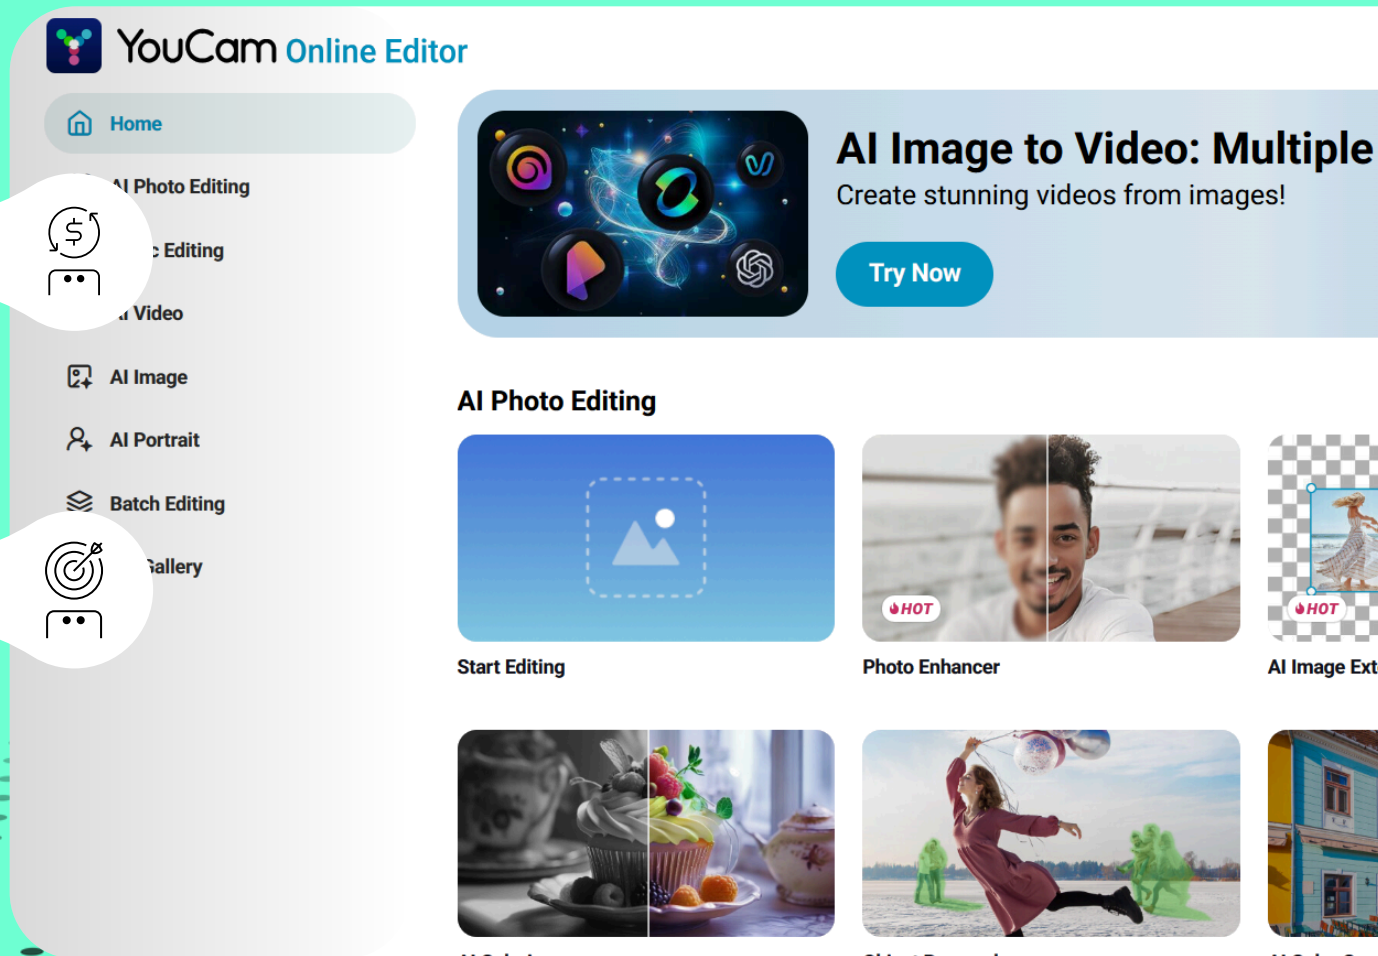 YouCam Online Editor
Home
AI Photo Editing
Editing
AI Video
AI Image
AI Portrait
Batch Editing
Gallery
AI Image to Video: Multiple
Create stunning videos from images!
Try Now
AI Photo Editing
HOT
HOT
Start Editing
Photo Enhancer
AI Image